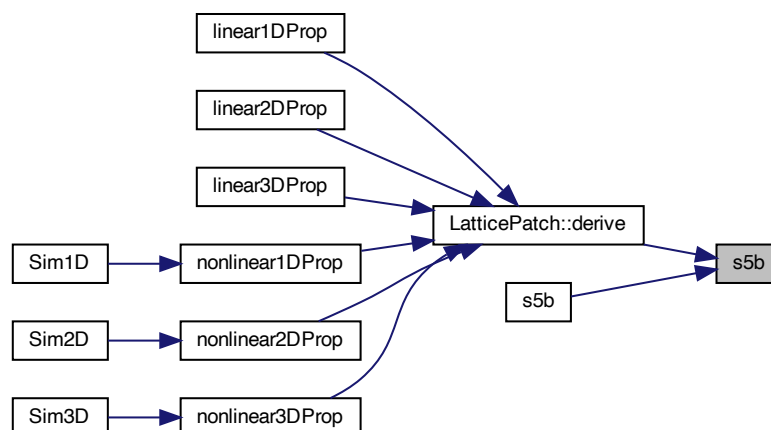 linear1DProp
linear2DProp
linear3DProp
LatticePatch::derive
Sim1D
nonlinear1DProp
s5b
s5b
Sim2D
nonlinear2DProp
Sim3D
nonlinear3DProp